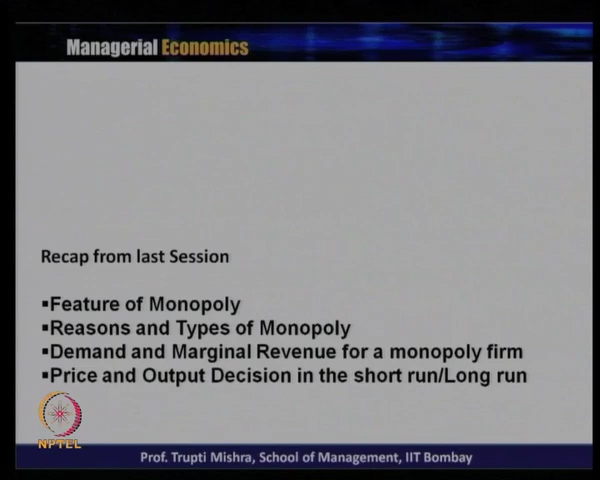 Managerial Economics
Recap from last Session
▪Feature of Monopoly
▪Reasons and Types of Monopoly
▪Demand and Marginal Revenue for a monopoly firm
▪Price and Output Decision in the short run/Long run
NPTEL
Prof. Trupti Mishra, School of Management, IIT Bombay